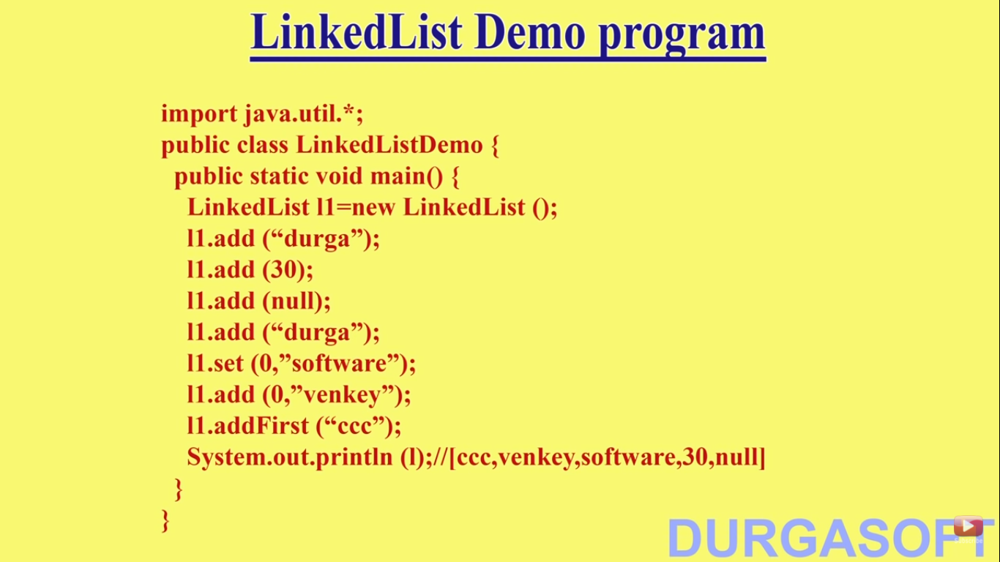 LinkedList Demo program
import java.util.*;
public class LinkedListDemo {
public static void main() {
LinkedList l1=new LinkedList ();
l1.add (“durga”);
l1.add (30);
l1.add (null);
l1.add (“durga”);
l1.set (0,”software”);
l1.add (0,”venkey”);
l1.addFirst (“ccc”);
System.out.println (l);//[ccc,venkey,software,30,null]
}
}
DURGASOFT